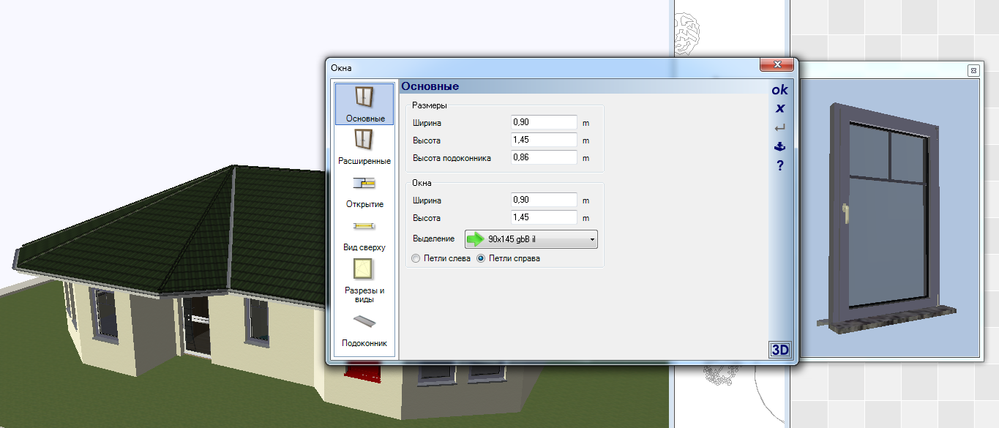 Окна
Основные
Расширенные
Открытие
Вид сверху
Разрезы и
виды
Подоконник
Основные
Размеры
Ширина 0,90 m
Высота 1,45 m
Высота подоконника 0,86 m
Окна
Ширина 0,90 m
Высота 1,45 m
Выделение 90x145 gbB il
Петли слева Петли справа
ok
x
?
3D